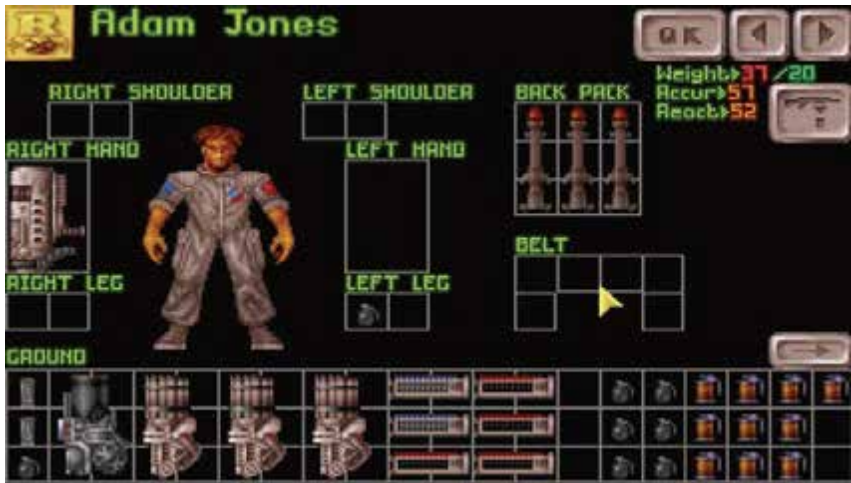 R
Adam Jones
OK
Weight>37/20
Accur>57
React>52
RIGHT SHOULDER
LEFT SHOULDER
BACK PACK
RIGHT HAND
LEFT HAND
BELT
RIGHT LEG
LEFT LEG
GROUND